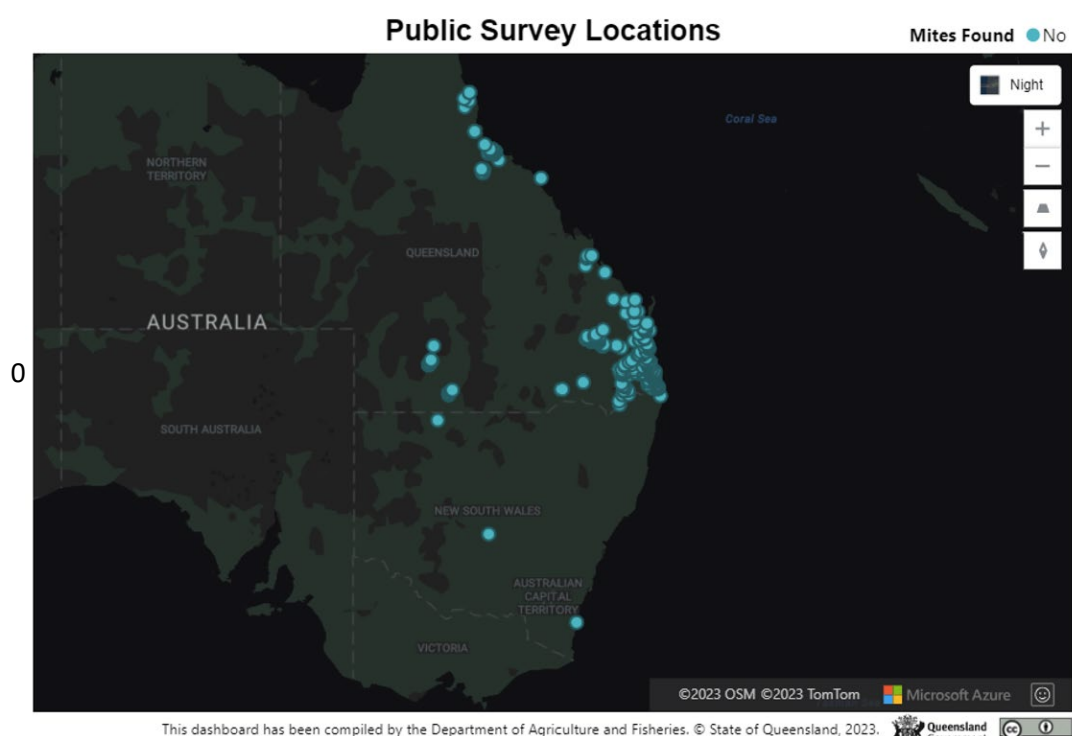 Public Survey Locations
Mites Found No
Night
Coral Sea
NORTHERN
TERRITORY
QUEENSLAND
AUSTRALIA
0
SOUTH AUSTRALIA
NEW SOUTH WALES
AUSTRALIAN
CAPITAL
TERRITORY
VICTORIA
©2023 OSM ©2023 TomTom
Microsoft Azure
This dashboard has been compiled by the Department of Agriculture and Fisheries. © State of Queensland, 2023.
Queensland
cc